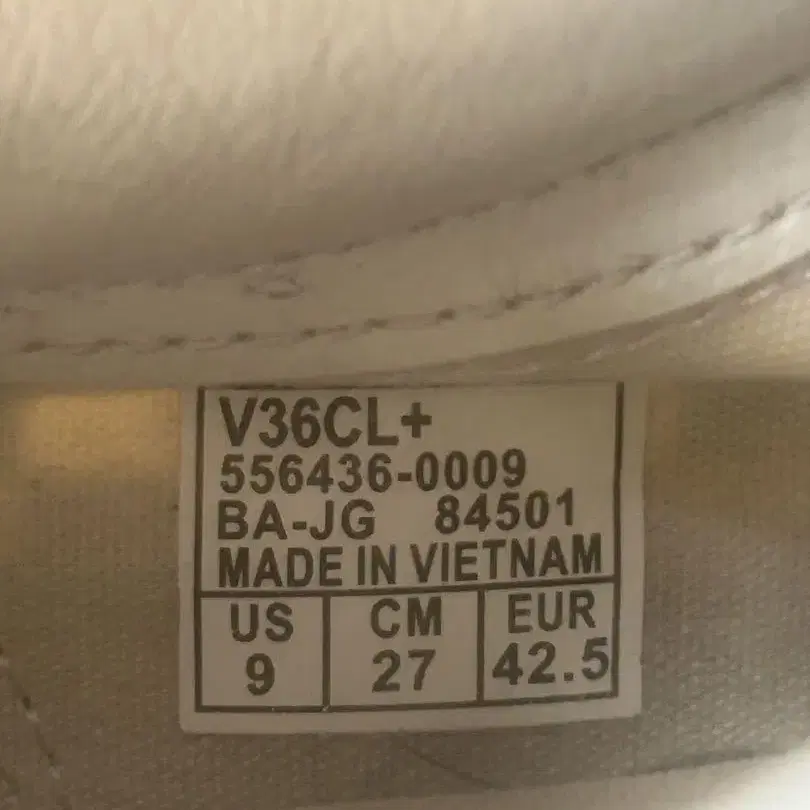 V36CL+
556436-0009
BA-JG 84501
MADE IN VIETNAM
US CM EUR
9 27 42.5